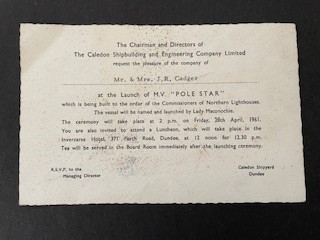 The Chairman and Directors of
The Caledon Shipbuilding and Engineering Company Limited
request the pleasure of the company of
Mr. & Mrs. J.R. Cadger
at the Launch of M.V. "POLE STAR"
which is being built to the order of the Commissioners of Northern Lighthouses.
The vessel will be named and launched by Lady Maconochie.
The ceremony will take place at 2 p.m. on Friday, 28th April, 1961.
You are also invited to attend a Luncheon, which will take place in the
Invercarse Hotel, 371 Perth Road, Dundee, at 12 noon for 12.30 p.m.
Tea will be served in the Board Room immediately after the launching ceremony.
R.S.V.P. to the
Managing Director
Caledon Shipyard
Dundee